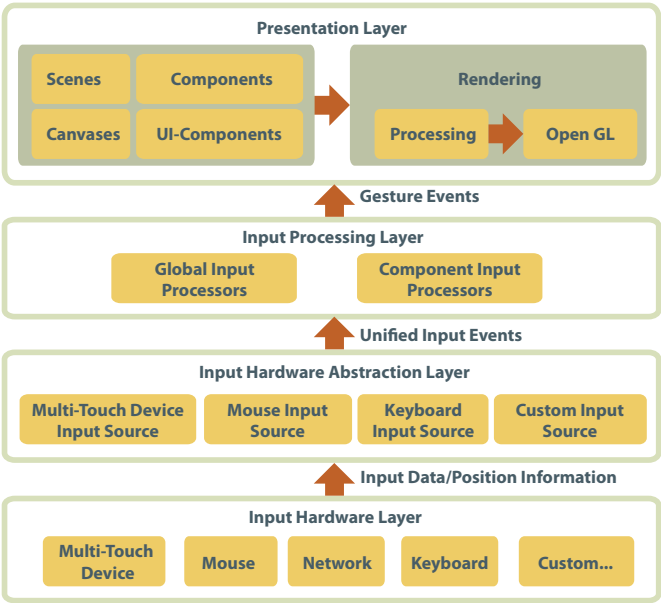 Presentation Layer
Scenes
Components
Canvases
UI-Components
Rendering
Processing
Open GL
Gesture Events
Input Processing Layer
Global Input
Processors
Component Input
Processors
Unified Input Events
Input Hardware Abstraction Layer
Multi-Touch Device
Input Source
Mouse Input
Source
Keyboard
Input Source
Custom Input
Source
Input Data/Position Information
Input Hardware Layer
Multi-Touch
Device
Mouse
Network
Keyboard
Custom...